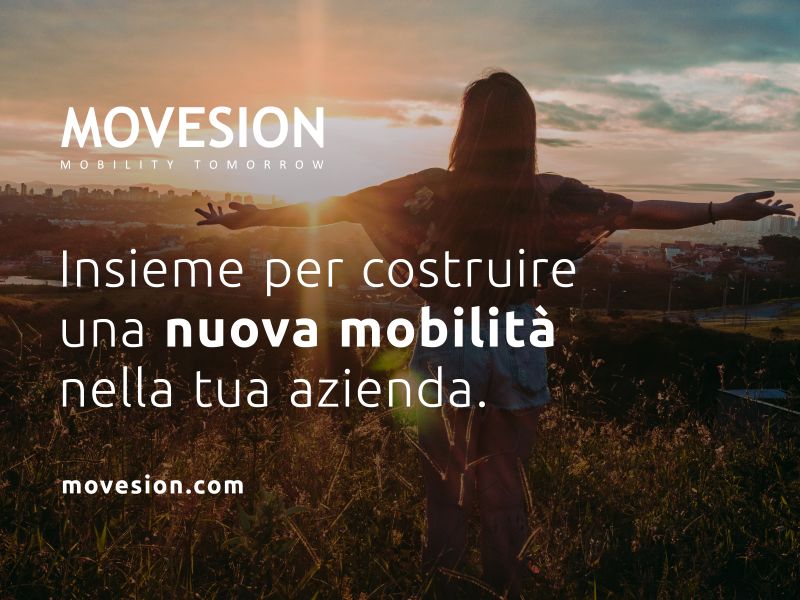 MOVESION
MOBILITY TOMORROW
Insieme per costruire
una nuova mobilità
nella tua azienda.
movesion.com